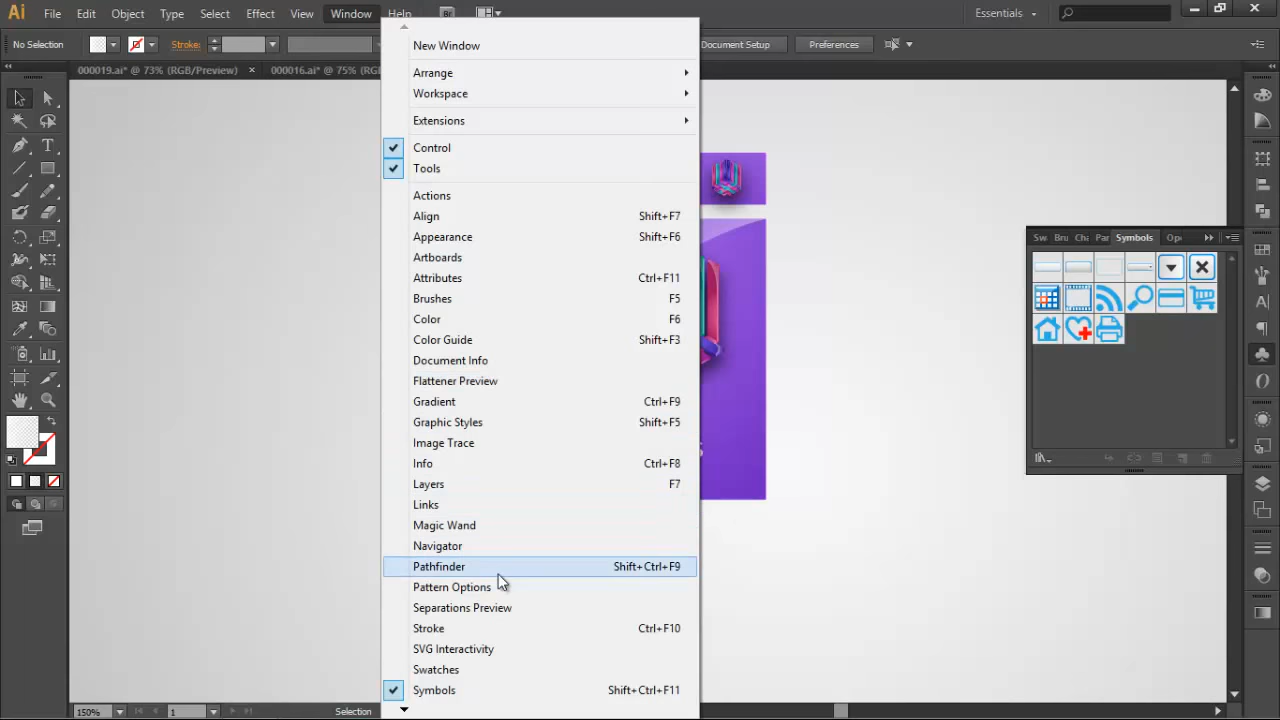 Ai File Edit Object Type Select Effect View Window Help Br Essentials
No Selection Stroke: Document Setup Preferences
000019.ai* @ 73% (RGB/Preview) × 000016.ai* @ 75% (RG
New Window
Arrange
Workspace
Extensions
Control
Tools
Actions
Align Shift+F7
Appearance Shift+F6
Artboards
Attributes Ctrl+F11
Brushes F5
Color F6
Color Guide Shift+F3
Document Info
Flattener Preview
Gradient Ctrl+F9
Graphic Styles Shift+F5
Image Trace
Info Ctrl+F8
Layers F7
Links
Magic Wand
Navigator
Pathfinder Shift+Ctrl+F9
Pattern Options
Separations Preview
Stroke Ctrl+F10
SVG Interactivity
Swatches
Symbols Shift+Ctrl+F11
Sw Bru Cha Par Symbols Op
150% 1 Selection